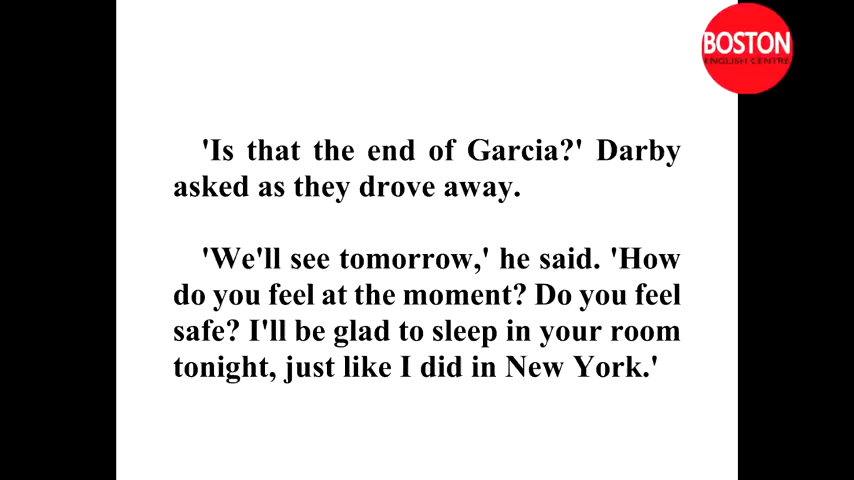 BOSTON
ENGLISH CENTRE
'Is that the end of Garcia?' Darby
asked as they drove away.
'We'll see tomorrow,' he said. 'How
do you feel at the moment? Do you feel
safe? I'll be glad to sleep in your room
tonight, just like I did in New York.'